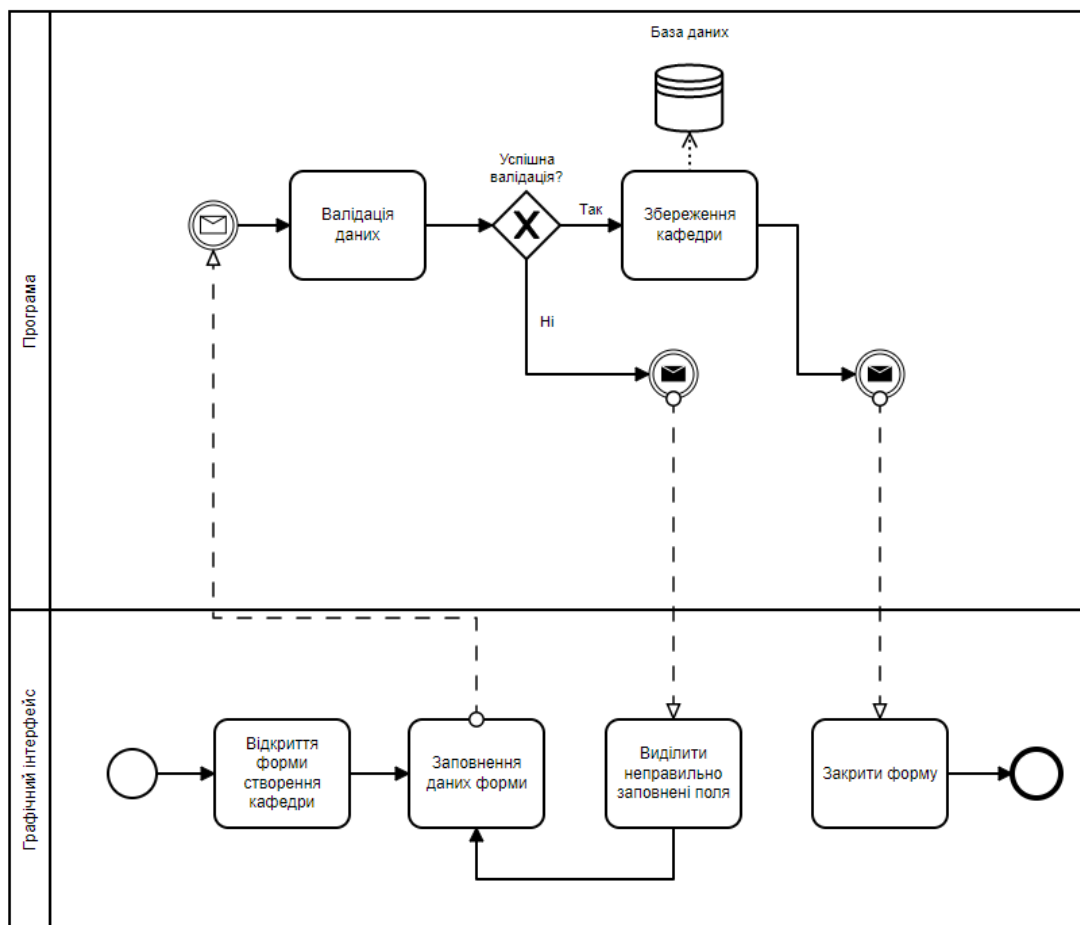 Програма
База даних
Успішна
валідація?
Валідація
даних
Так
Збереження
кафедри
Ні
Графічний інтерфейс
Відкриття
форми
створення
кафедри
Заповнення
даних форми
Виділити
неправильно
заповнені поля
Закрити форму